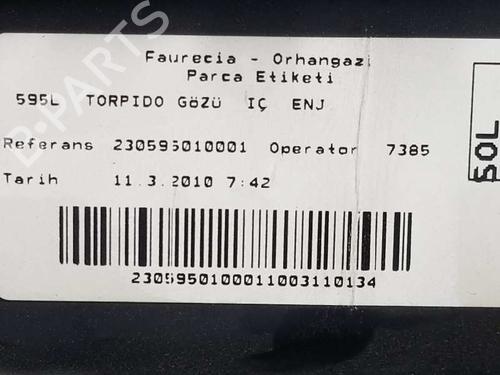 Faurecia - Orhangazi
Parca Etiketi
595L TORPIDO GÖZÜ IÇ ENJ
Referans 230595010001 Operator 7385
Tarih 11.3.2010 7:42
2305950100011003110134
SOL
B-PARTS